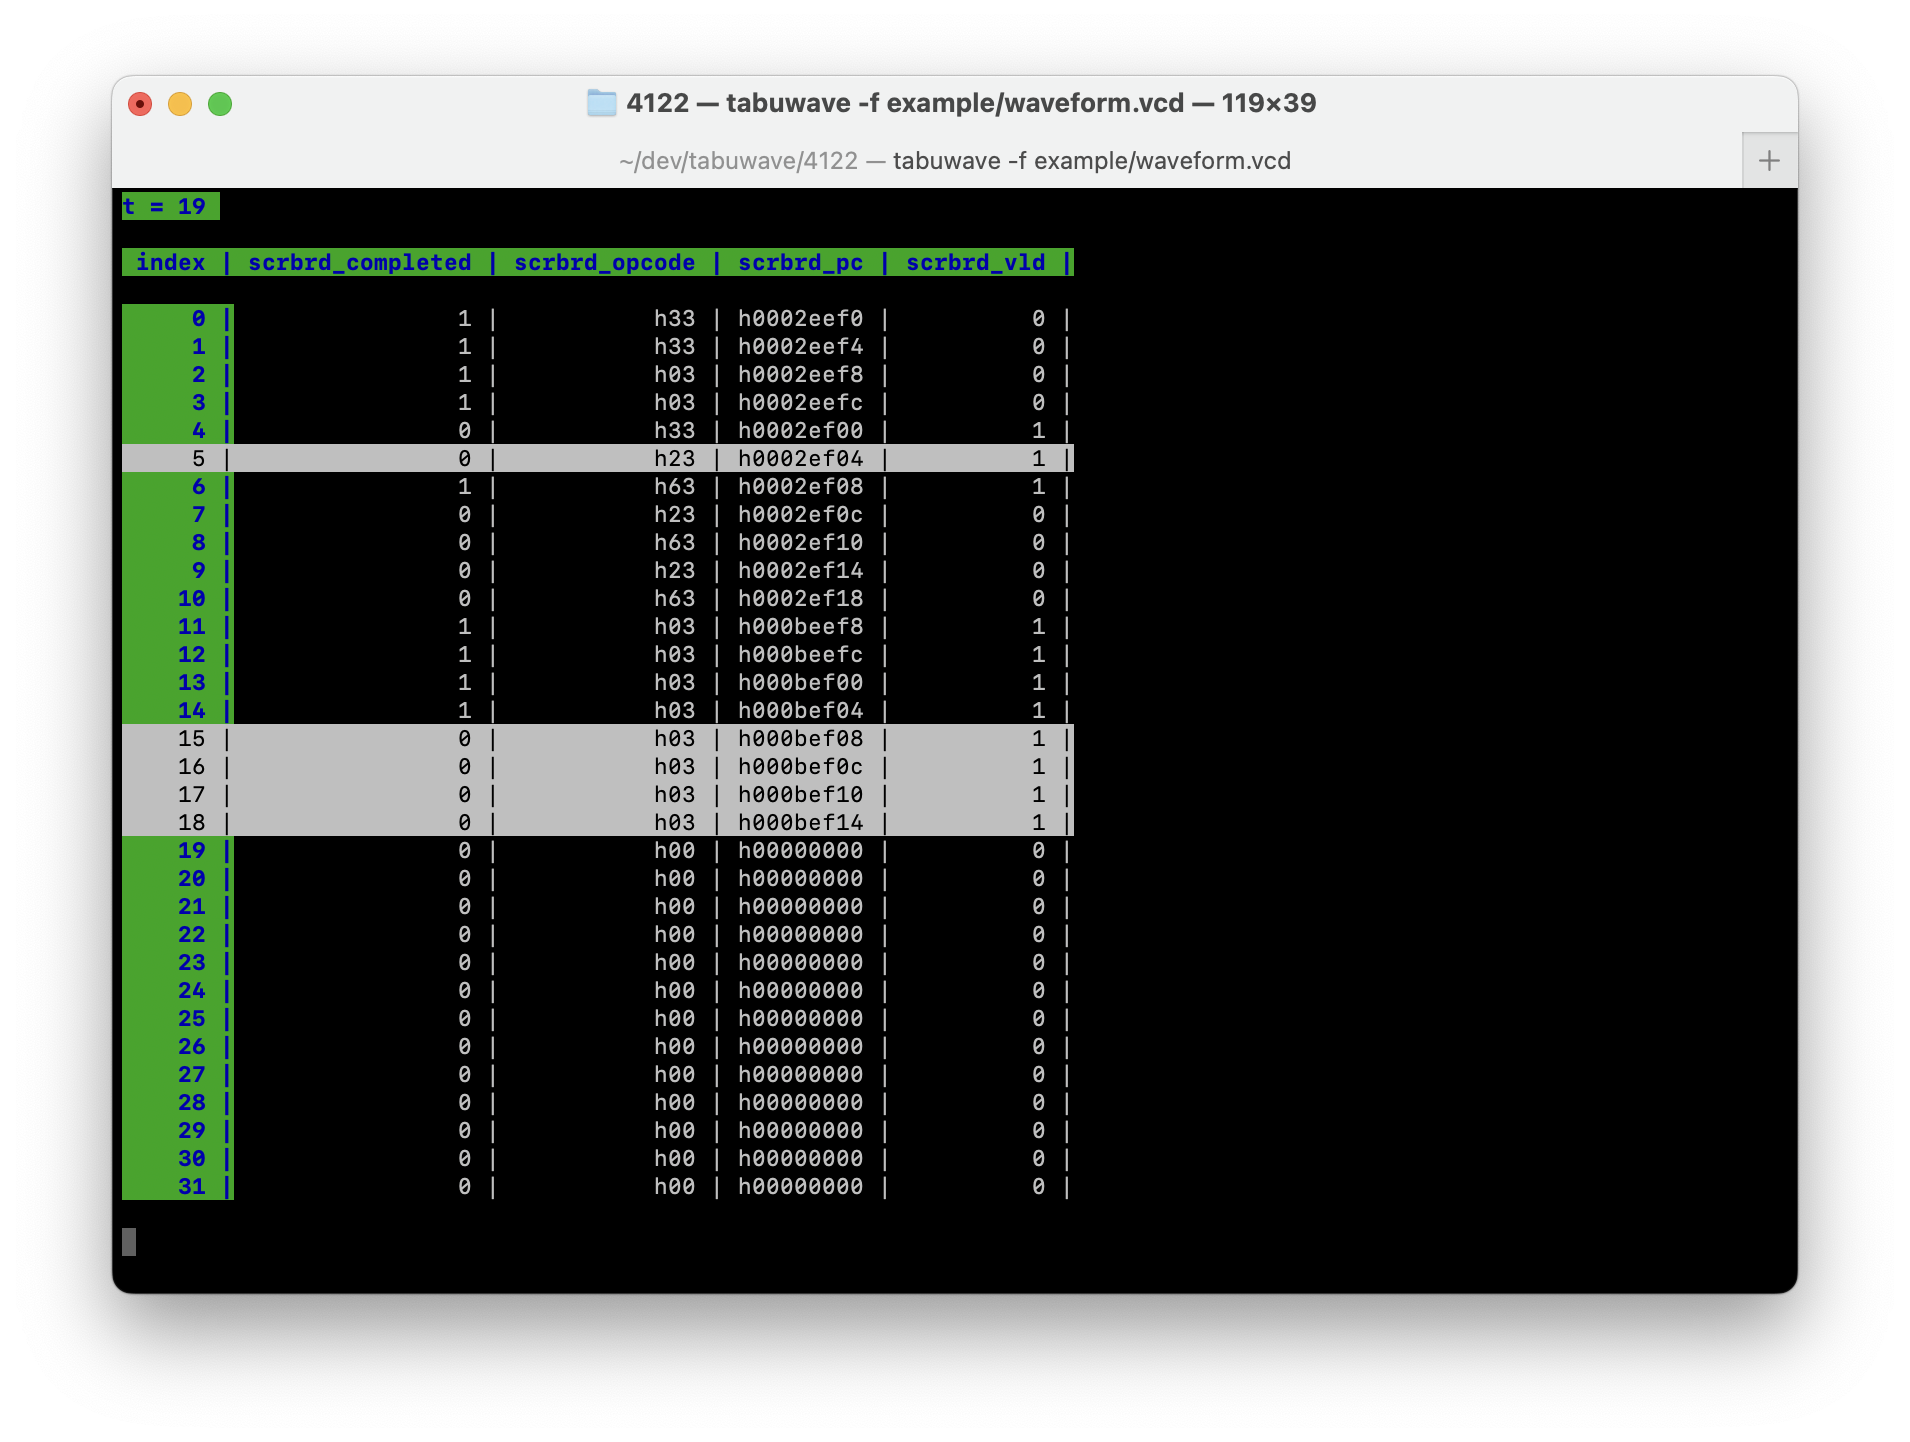 4122 — tabuwave -f example/waveform.vcd — 119×39
~/dev/tabuwave/4122 — tabuwave -f example/waveform.vcd
t = 19
index | scrbrd_completed | scrbrd_opcode | scrbrd_pc | scrbrd_vld |
0 | 1 | h33 | h0002eef0 | 0 |
1 | 1 | h33 | h0002eef4 | 0 |
2 | 1 | h03 | h0002eef8 | 0 |
3 | 1 | h03 | h0002eefc | 0 |
4 | 0 | h33 | h0002ef00 | 1 |
5 | 0 | h23 | h0002ef04 | 1 |
6 | 1 | h63 | h0002ef08 | 1 |
7 | 0 | h23 | h0002ef0c | 0 |
8 | 0 | h63 | h0002ef10 | 0 |
9 | 0 | h23 | h0002ef14 | 0 |
10 | 0 | h63 | h0002ef18 | 0 |
11 | 1 | h03 | h000beef8 | 1 |
12 | 1 | h03 | h000beefc | 1 |
13 | 1 | h03 | h000bef00 | 1 |
14 | 1 | h03 | h000bef04 | 1 |
15 | 0 | h03 | h000bef08 | 1 |
16 | 0 | h03 | h000bef0c | 1 |
17 | 0 | h03 | h000bef10 | 1 |
18 | 0 | h03 | h000bef14 | 1 |
19 | 0 | h00 | h00000000 | 0 |
20 | 0 | h00 | h00000000 | 0 |
21 | 0 | h00 | h00000000 | 0 |
22 | 0 | h00 | h00000000 | 0 |
23 | 0 | h00 | h00000000 | 0 |
24 | 0 | h00 | h00000000 | 0 |
25 | 0 | h00 | h00000000 | 0 |
26 | 0 | h00 | h00000000 | 0 |
27 | 0 | h00 | h00000000 | 0 |
28 | 0 | h00 | h00000000 | 0 |
29 | 0 | h00 | h00000000 | 0 |
30 | 0 | h00 | h00000000 | 0 |
31 | 0 | h00 | h00000000 | 0 |